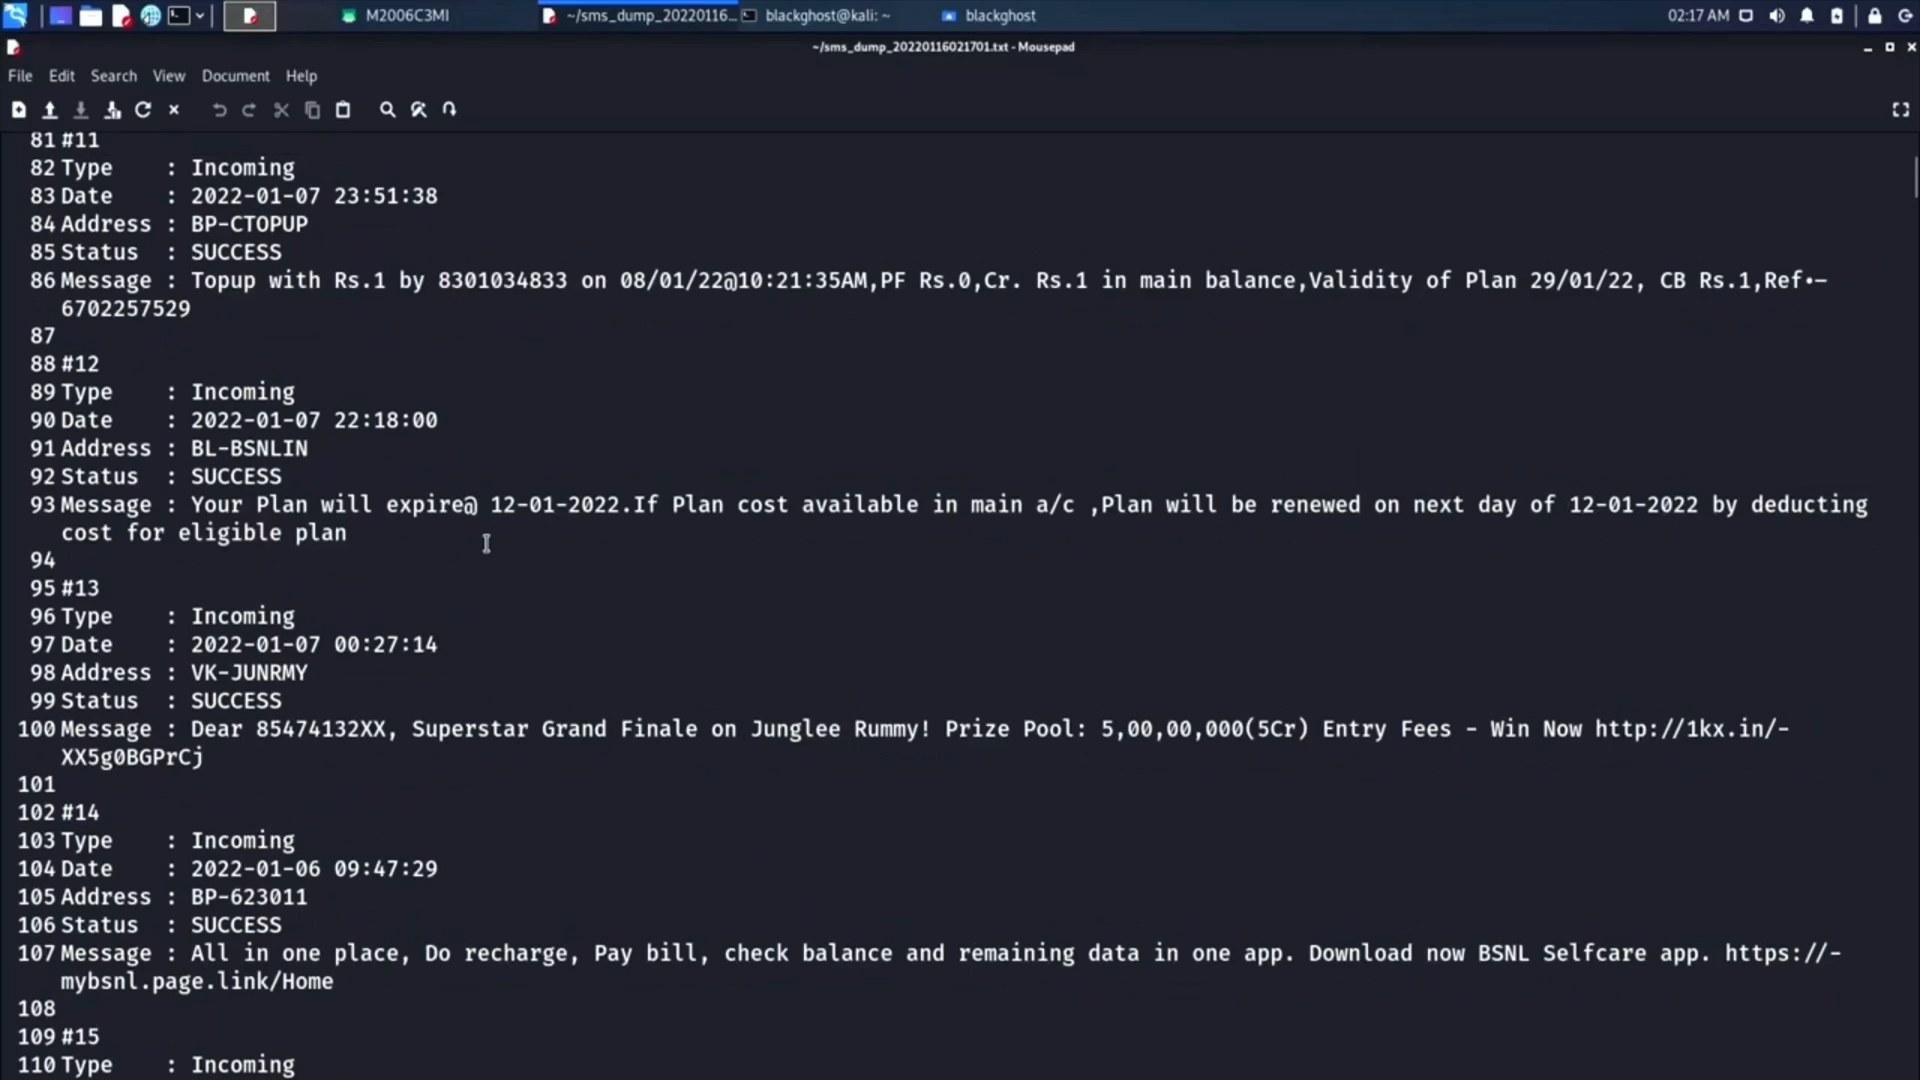 M2006C3MI
~/sms_dump_20220116...
blackghost@kali: ~
blackghost
02:17 AM
~/sms_dump_20220116021701.txt - Mousepad
File Edit Search View Document Help
81 #11
82 Type : Incoming
83 Date : 2022-01-07 23:51:38
84 Address : BP-CTOPUP
85 Status : SUCCESS
86 Message : Topup with Rs.1 by 8301034833 on 08/01/22@10:21:35AM,PF Rs.0,Cr. Rs.1 in main balance,Validity of Plan 29/01/22, CB Rs.1,Ref•-
6702257529
87
88 #12
89 Type : Incoming
90 Date : 2022-01-07 22:18:00
91 Address : BL-BSNLIN
92 Status : SUCCESS
93 Message : Your Plan will expire@ 12-01-2022.If Plan cost available in main a/c ,Plan will be renewed on next day of 12-01-2022 by deducting
cost for eligible plan
94
95 #13
96 Type : Incoming
97 Date : 2022-01-07 00:27:14
98 Address : VK-JUNRMY
99 Status : SUCCESS
100 Message : Dear 85474132XX, Superstar Grand Finale on Junglee Rummy! Prize Pool: 5,00,00,000(5Cr) Entry Fees - Win Now http://1kx.in/-
XX5g0BGPrCj
101
102 #14
103 Type : Incoming
104 Date : 2022-01-06 09:47:29
105 Address : BP-623011
106 Status : SUCCESS
107 Message : All in one place, Do recharge, Pay bill, check balance and remaining data in one app. Download now BSNL Selfcare app. https://-
mybsnl.page.link/Home
108
109 #15
110 Type : Incoming